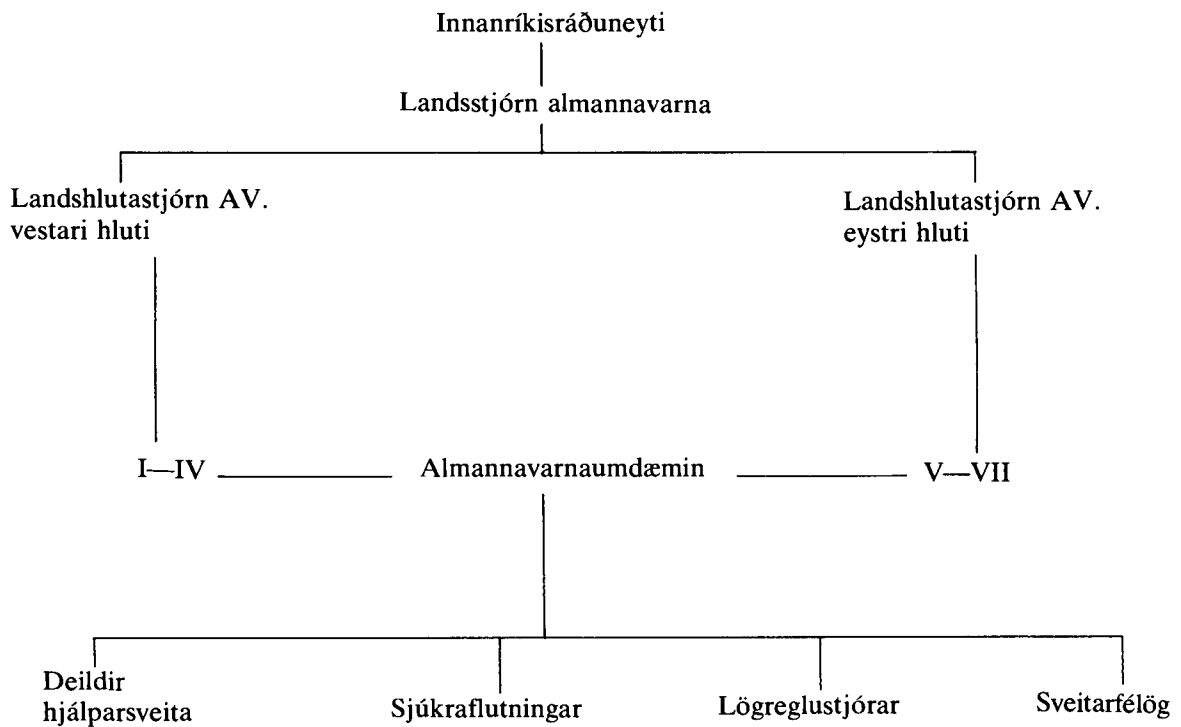 Innanríkisráðuneyti
Landsstjórn almannavarna
Landshlutastjórn AV.
vestari hluti
Landshlutastjórn AV.
eystri hluti
I—IV
Almannavarnaumdæmin
V—VII
Deildir
hjálparsveita
Sjúkraflutningar
Lögreglustjórar
Sveitarfélög